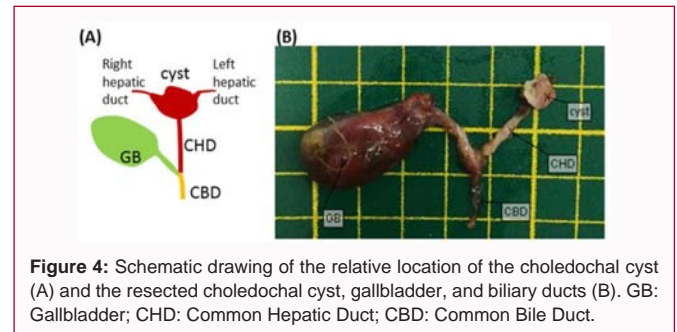 (A)
(B)
Right
hepatic
duct
cyst
Left
hepatic
duct
CHD
GB
CBD
cyst
CHD
CBD
GB
Figure 4: Schematic drawing of the relative location of the choledochal cyst
(A) and the resected choledochal cyst, gallbladder, and biliary ducts (B). GB:
Gallbladder; CHD: Common Hepatic Duct; CBD: Common Bile Duct.